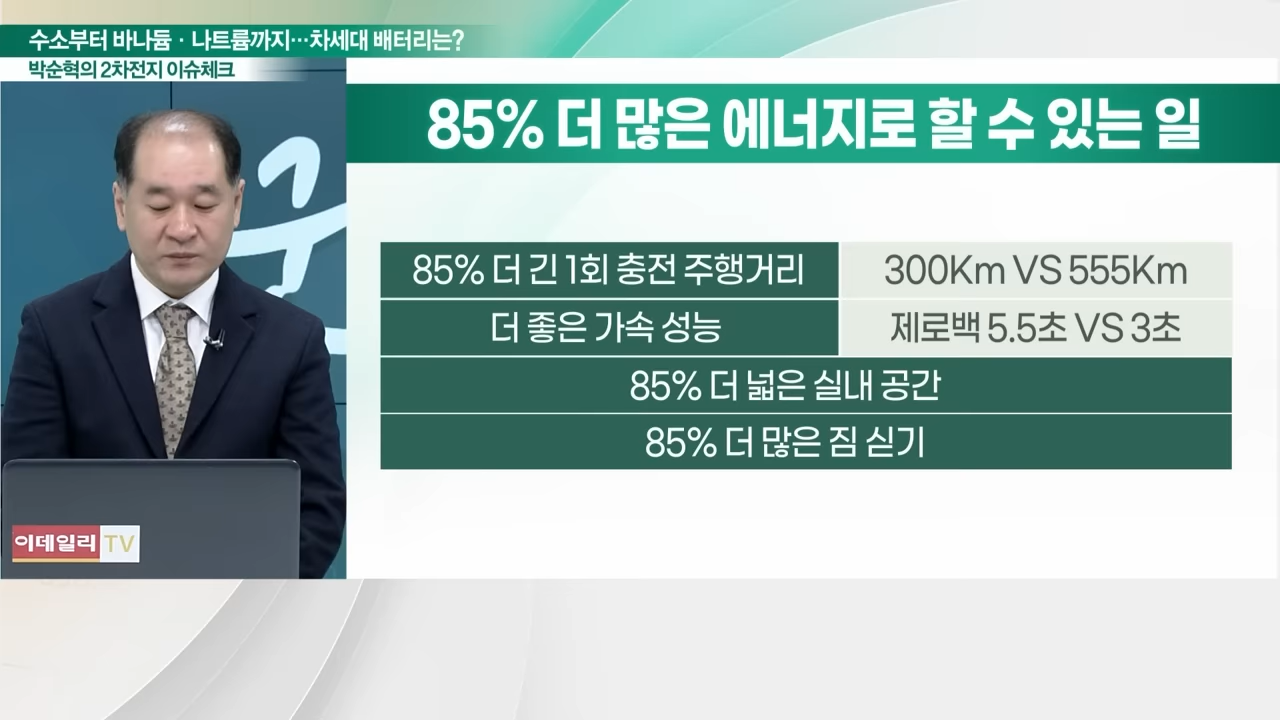 수소부터 바나듐·나트륨까…차세대 배터리는?
박순혁의 2차전지 이슈체크
85% 더 많은 에너지로 할 수 있는 일
85% 더 긴 1회 충전 주행거리 300Km VS 555Km
더 좋은 가속 성능 제로백 5.5초 VS 3초
85% 더 넓은 실내 공간
85% 더 많은 짐 싣기
이데일리 TV